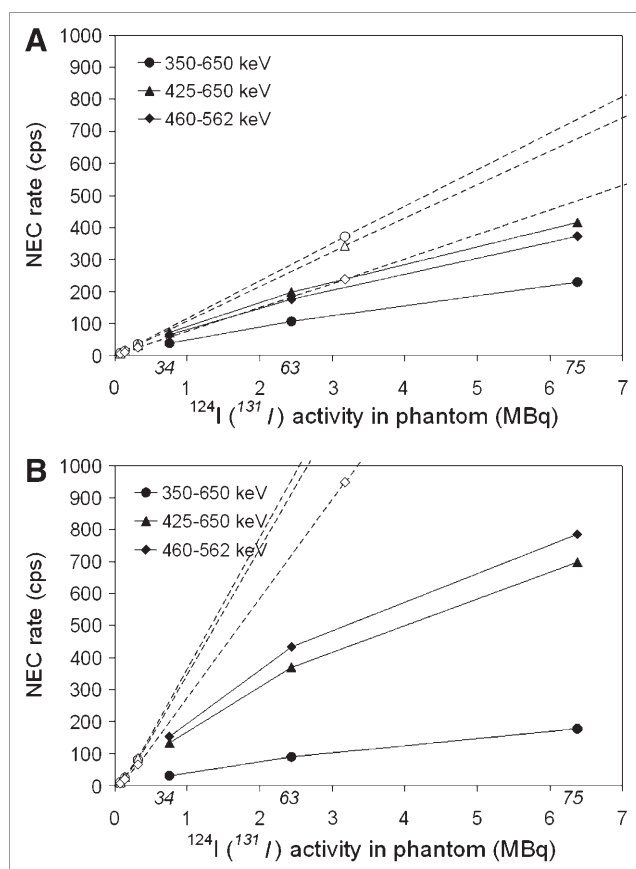 A
1000
900
800
700
600
500
400
300
200
100
0
NEC rate (cps)
350-650 keV
425-650 keV
460-562 keV
34 63 75
0 1 2 3 4 5 6 7
¹²⁴I (¹³¹I) activity in phantom (MBq)
B
1000
900
800
700
600
500
400
300
200
100
0
NEC rate (cps)
350-650 keV
425-650 keV
460-562 keV
34 63 75
0 1 2 3 4 5 6 7
¹²⁴I (¹³¹I) activity in phantom (MBq)